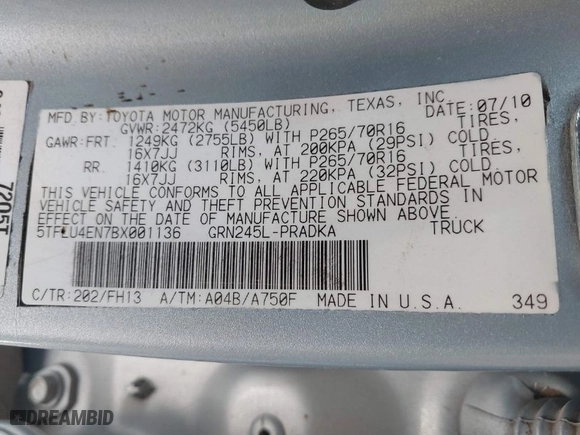 MFD.BY:TOYOTA MOTOR MANUFACTURING, TEXAS, INC.
GVWR:2472KG (5450LB) DATE:07/10
GAWR:FRT. 1249KG (2755LB) WITH P265/70R16 TIRES,
16X7JJ RIMS, AT 200KPA (29PSI) COLD
RR. 1410KG (3110LB) WITH P265/70R16 TIRES,
16X7JJ RIMS, AT 220KPA (32PSI) COLD.
THIS VEHICLE CONFORMS TO ALL APPLICABLE FEDERAL MOTOR
VEHICLE SAFETY AND THEFT PREVENTION STANDARDS IN
EFFECT ON THE DATE OF MANUFACTURE SHOWN ABOVE.
5TFLU4EN7BX001136 GRN245L-PRADKA TRUCK
C/TR:202/FH13 A/TM:A04B/A750F MADE IN U.S.A. 349
DREAMBID